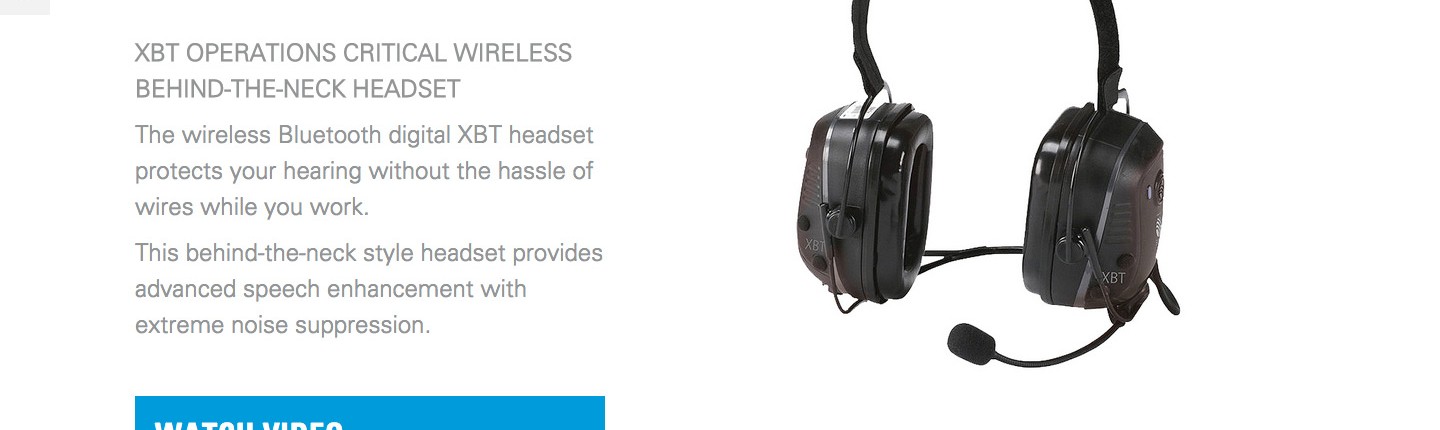 XBT OPERATIONS CRITICAL WIRELESS
BEHIND-THE-NECK HEADSET
The wireless Bluetooth digital XBT headset
protects your hearing without the hassle of
wires while you work.
This behind-the-neck style headset provides
advanced speech enhancement with
extreme noise suppression.
WATCH VIDEO
XBT
XBT